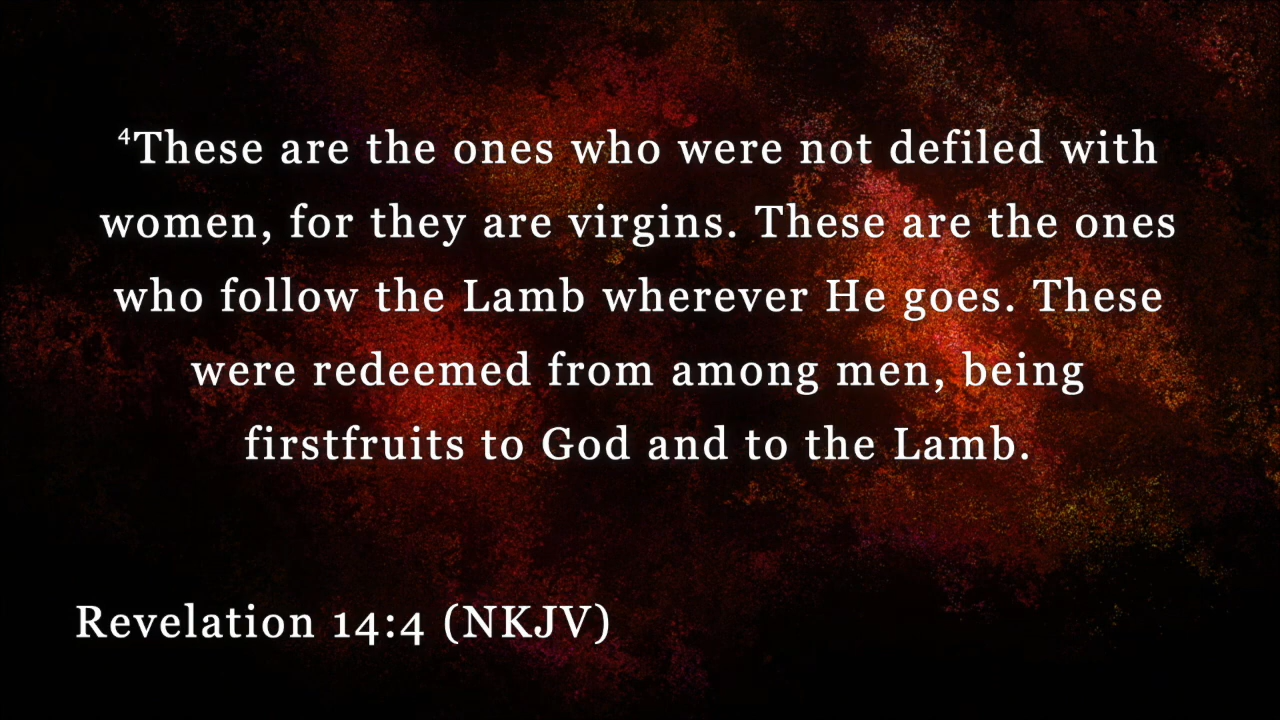 ⁴These are the ones who were not defiled with
women, for they are virgins. These are the ones
who follow the Lamb wherever He goes. These
were redeemed from among men, being
firstfruits to God and to the Lamb.
Revelation 14:4 (NKJV)